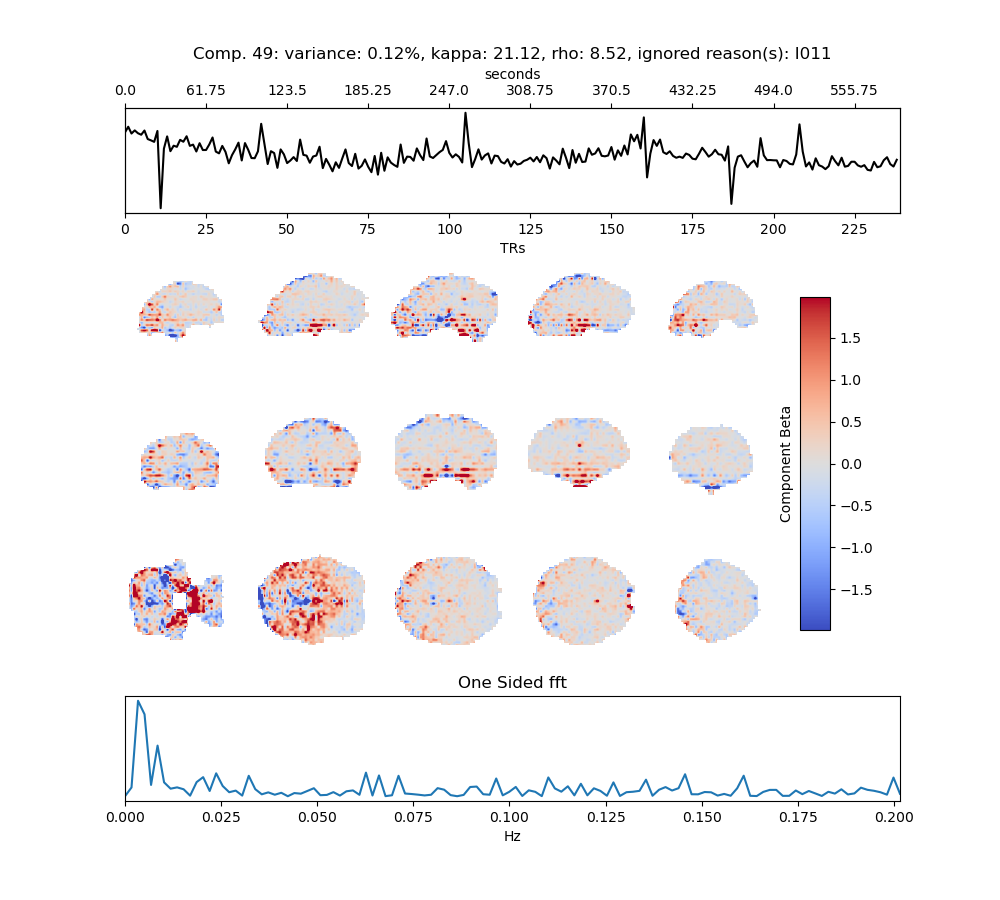 Comp. 49: variance: 0.12%, kappa: 21.12, rho: 8.52, ignored reason(s): I011
seconds
0.0 61.75 123.5 185.25 247.0 308.75 370.5 432.25 494.0 555.75
0 25 50 75 100 125 150 175 200 225
TRs
1.5
1.0
0.5
0.0
−0.5
−1.0
−1.5
Component Beta
One Sided fft
0.000 0.025 0.050 0.075 0.100 0.125 0.150 0.175 0.200
Hz